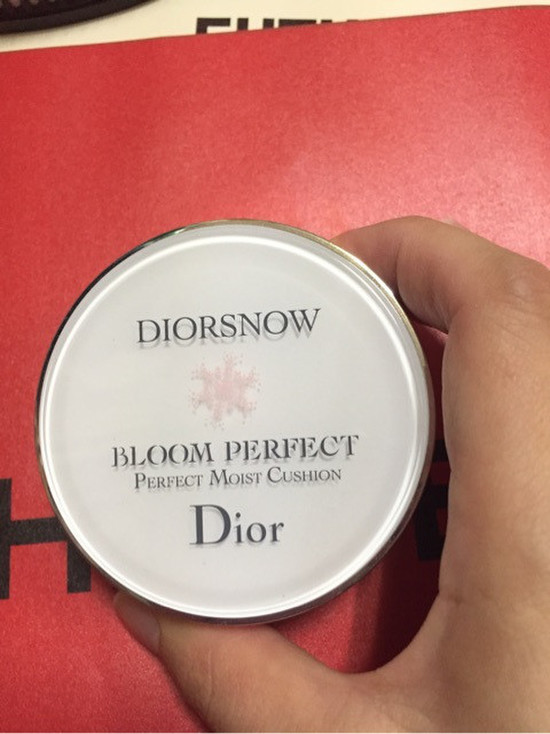 DIORSNOW
BLOOM PERFECT
PERFECT MOIST CUSHION
Dior